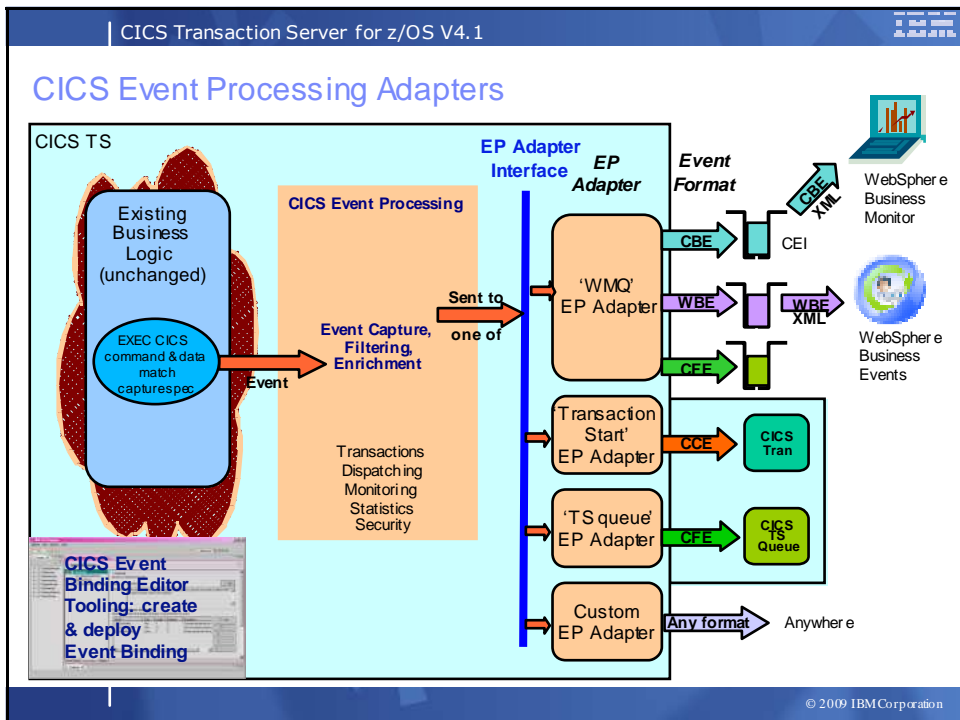 CICS Transaction Server for z/OS V4.1
IBM
CICS Event Processing Adapters
CICS TS
Existing
Business
Logic
(unchanged)
EXEC CICS
command & data
match
capturespec
Event
CICS Event Processing
Event Capture,
Filtering,
Enrichment
Transactions
Dispatching
Monitoring
Statistics
Security
Sent to
one of
EP Adapter
Interface
EP
Adapter
Event
Format
'WMQ'
EP Adapter
CBE
CEI
CBE
XML
WebSphere
Business
Monitor
WBE
WBE
XML
WebSphere
Business
Events
CFE
'Transaction
Start'
EP Adapter
CCE
CICS
Tran
'TS queue'
EP Adapter
CFE
CICS
TS
Queue
Custom
EP Adapter
Any format
Anywhere
CICS Event
Binding Editor
Tooling: create
& deploy
Event Binding
© 2009 IBM Corporation